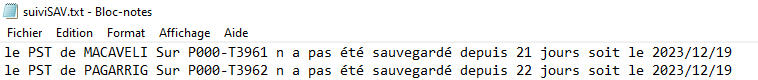 suiviSAV.txt - Bloc-notes
Fichier Edition Format Affichage Aide
le PST de MACAVELI Sur P000-T3961 n a pas été sauvegardé depuis 21 jours soit le 2023/12/19
le PST de PAGARRIG Sur P000-T3962 n a pas été sauvegardé depuis 22 jours soit le 2023/12/19